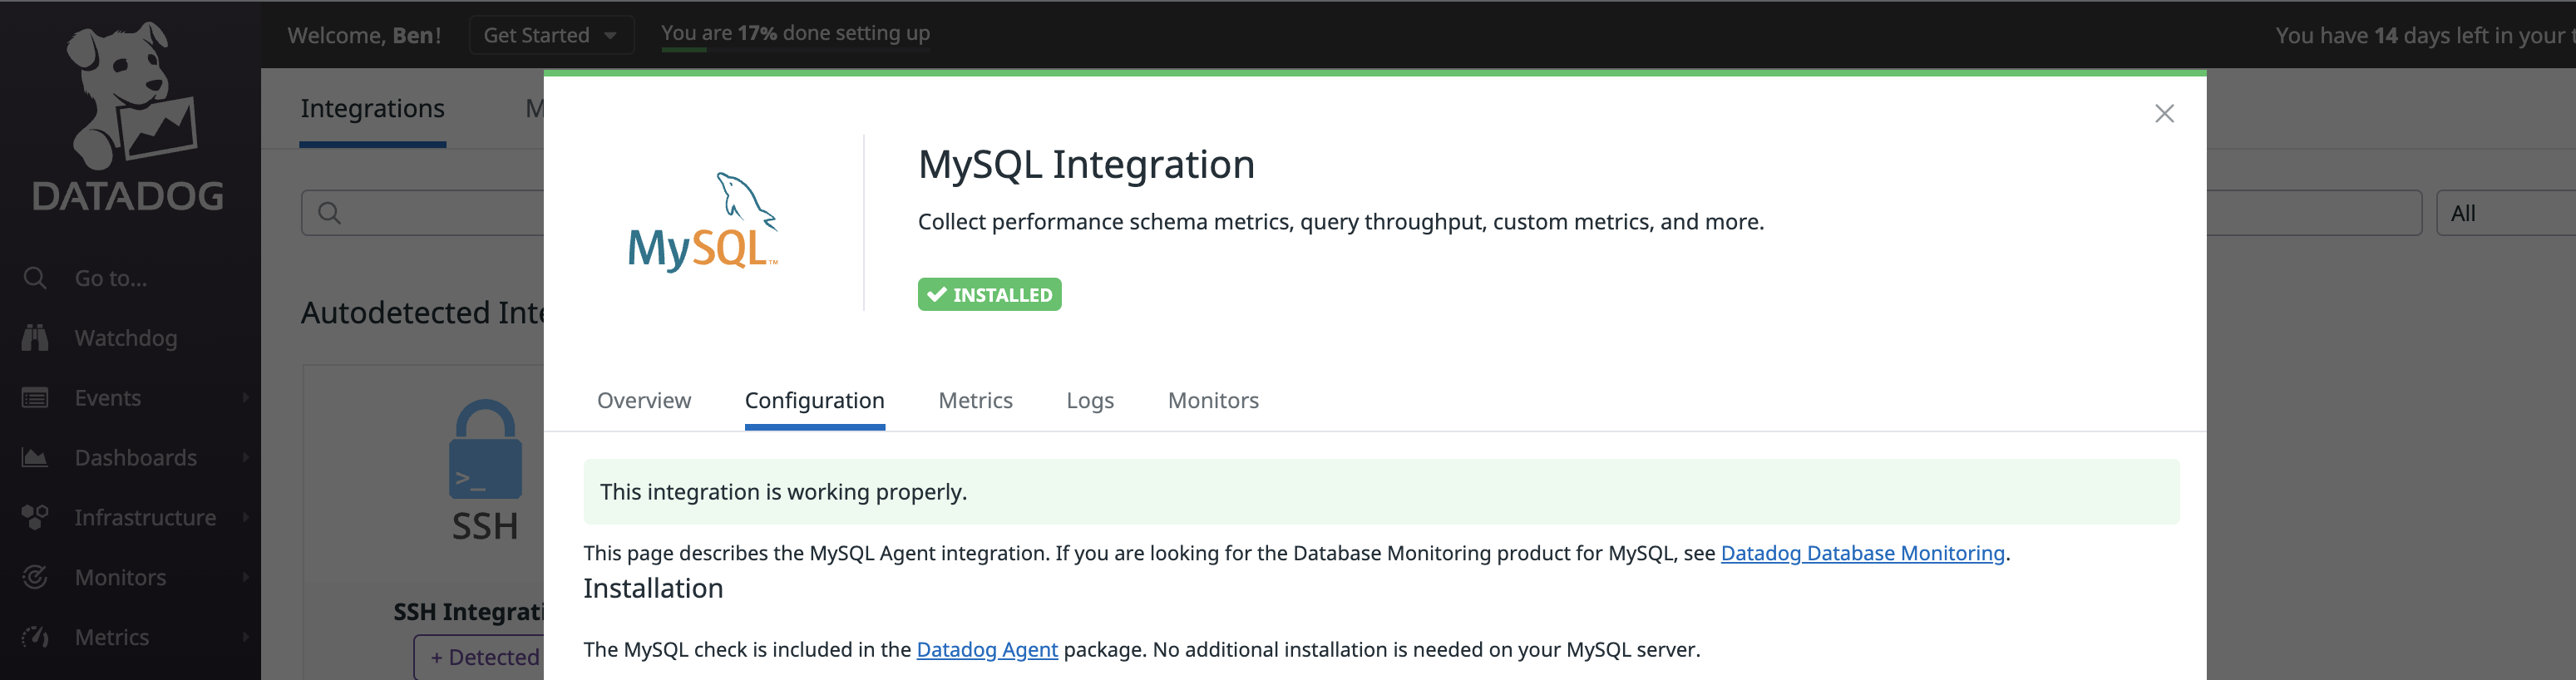 DATADOG
Go to...
Watchdog
Events
Dashboards
Infrastructure
Monitors
Metrics
Welcome, Ben!
Get Started
You are 17% done setting up
You have 14 days left in your t
Integrations
M
All
Autodetected Inte
>_
SSH
SSH Integrati
+ Detected
MySQL™
MySQL Integration
Collect performance schema metrics, query throughput, custom metrics, and more.
INSTALLED
Overview Configuration Metrics Logs Monitors
This integration is working properly.
This page describes the MySQL Agent integration. If you are looking for the Database Monitoring product for MySQL, see Datadog Database Monitoring.
Installation
The MySQL check is included in the Datadog Agent package. No additional installation is needed on your MySQL server.